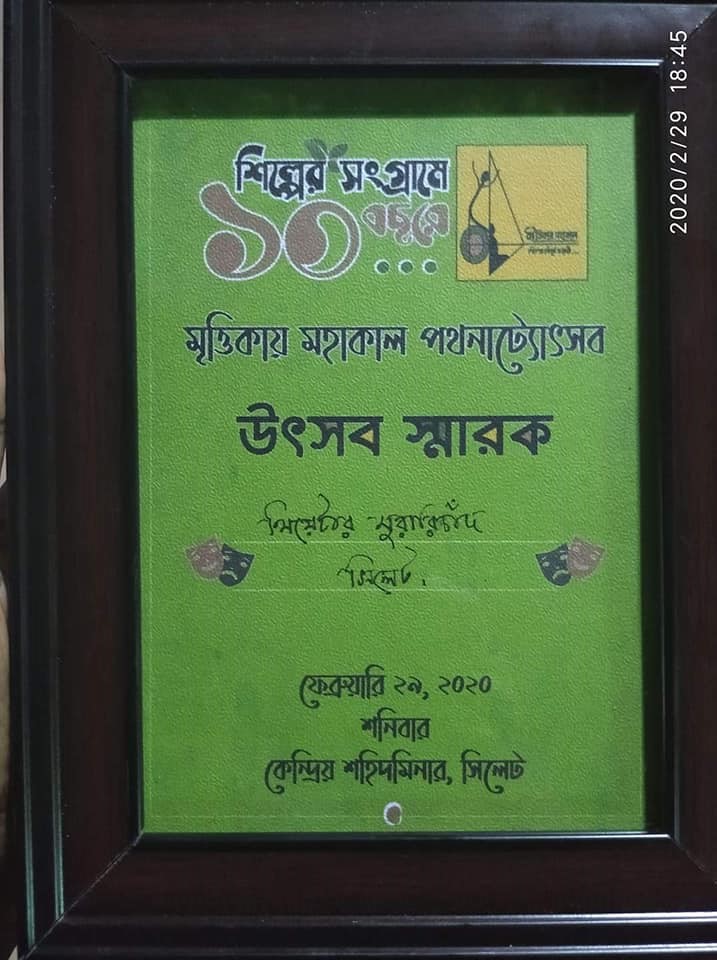 2020/2/29 18:45
শিল্পের সংগ্রামে
১০ বছরে
...
মৃত্তিকায় মহাকাল পথনাট্যোৎসব
উৎসব স্মারক
থিয়েটার মুরারিচাঁদ
সিলেট.
ফেব্রুয়ারি ২৯, ২০২০
শনিবার
কেন্দ্রিয় শহিদমিনার, সিলেট